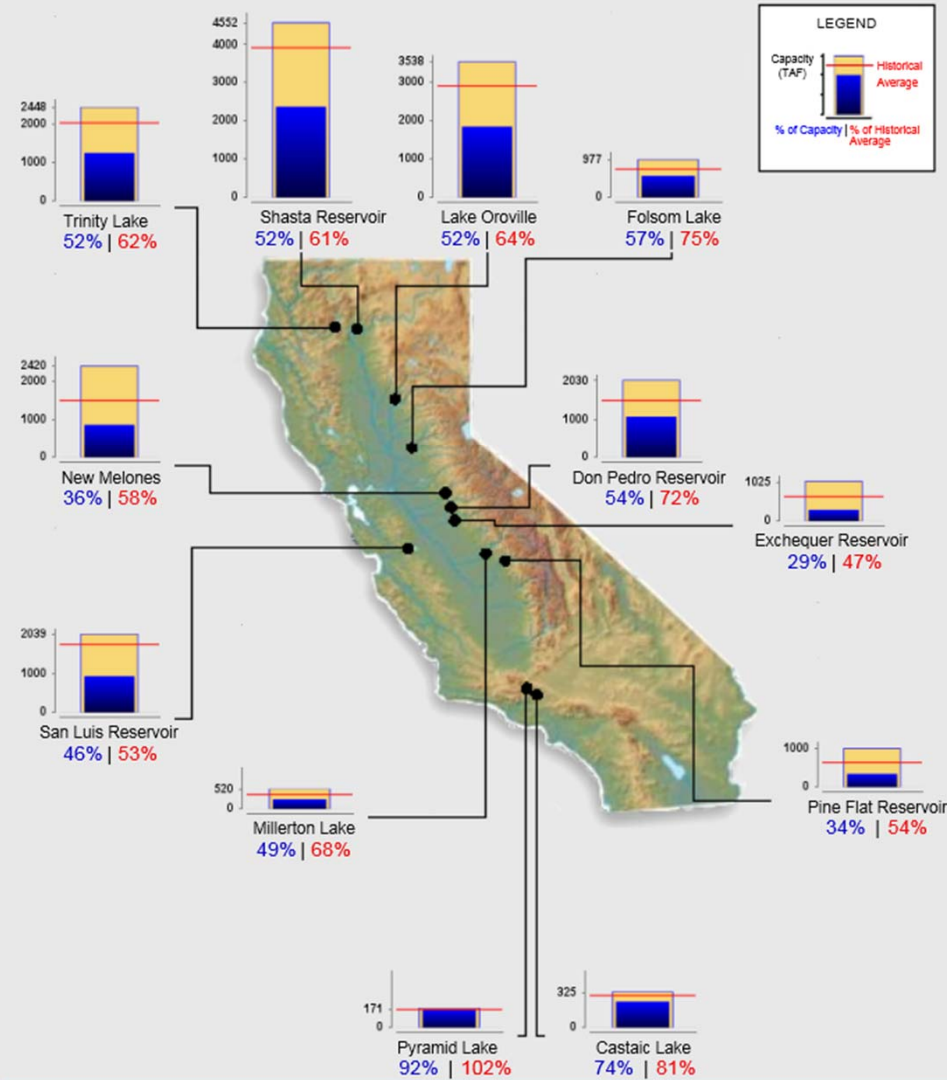 LEGEND
Capacity
(TAF)
Historical
Average
% of Capacity | % of Historical
Average
4552
4000
3000
2000
1000
0
Shasta Reservoir
52% | 61%
3538
3000
2000
1000
0
Lake Oroville
52% | 64%
2448
2000
1000
0
Trinity Lake
52% | 62%
977
0
Folsom Lake
57% | 75%
2420
2000
1000
0
New Melones
36% | 58%
2030
1000
0
Don Pedro Reservoir
54% | 72%
1025
0
Exchequer Reservoir
29% | 47%
2039
1000
0
San Luis Reservoir
46% | 53%
520
0
Millerton Lake
49% | 68%
1000
0
Pine Flat Reservoir
34% | 54%
171
0
Pyramid Lake
92% | 102%
325
0
Castaic Lake
74% | 81%